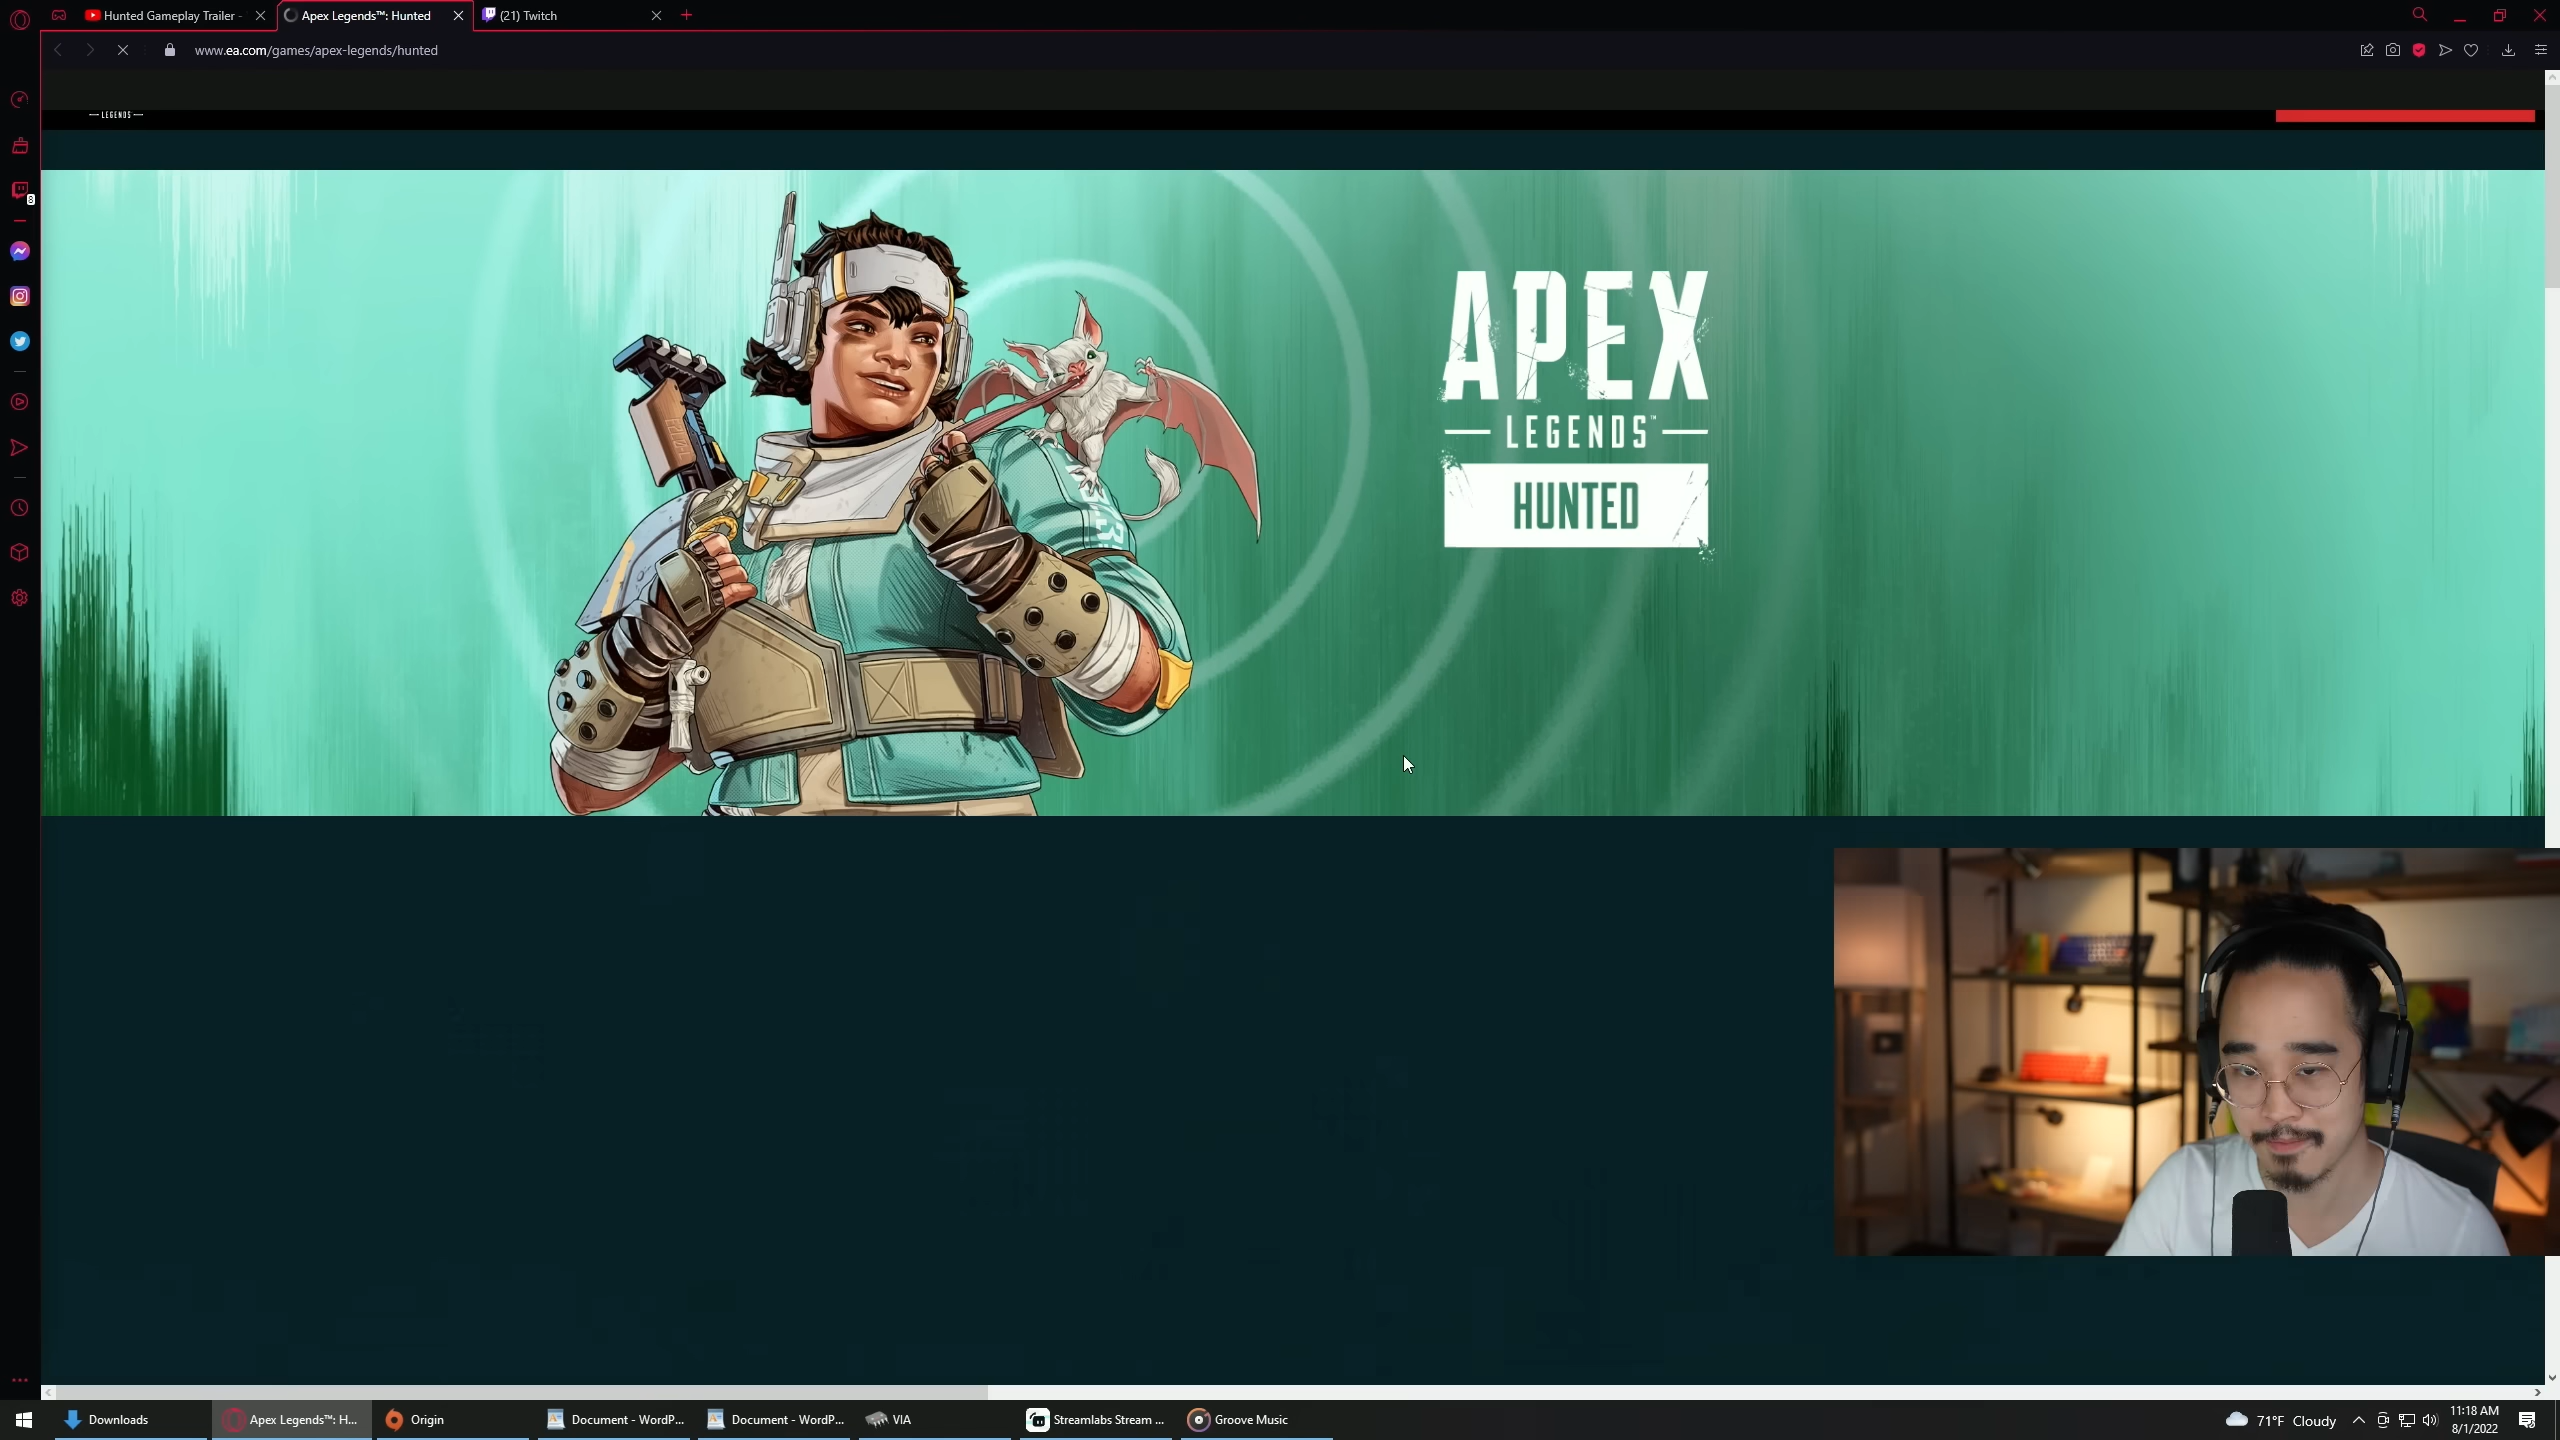 Hunted Gameplay Trailer -
Apex Legends™: Hunted
(21) Twitch
www.ea.com/games/apex-legends/hunted
LEGENDS
8
APEX
LEGENDS™
HUNTED
Downloads
Apex Legends™: H...
Origin
Document - WordP...
Document - WordP...
VIA
Streamlabs Stream ...
Groove Music
71°F Cloudy
11:18 AM
8/1/2022